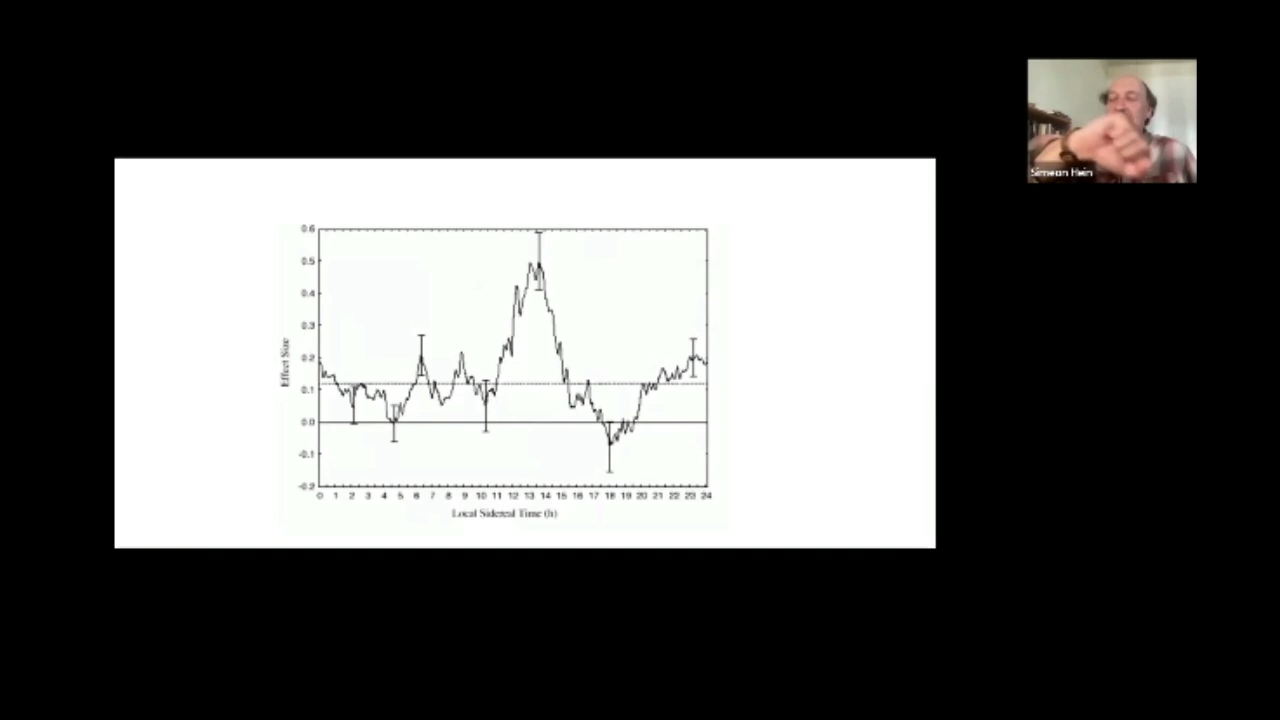 0.6
0.5
0.4
0.3
0.2
0.1
0.0
-0.1
-0.2
Effect Size
0 1 2 3 4 5 6 7 8 9 10 11 12 13 14 15 16 17 18 19 20 21 22 23 24
Local Sidereal Time (h)
Simeon Hein